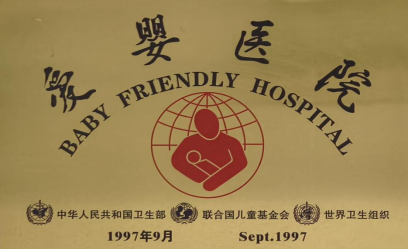 爱婴医院
BABY FRIENDLY HOSPITAL
中华人民共和国卫生部 联合国儿童基金会 世界卫生组织
1997年9月 Sept.1997